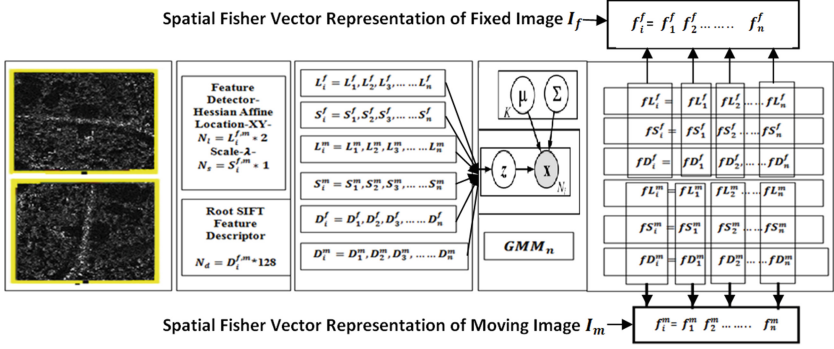 Spatial Fisher Vector Representation of Fixed Image I_f
f_i^f = f_1^f f_2^f ........ f_n^f
Feature
Detector-
Hessian Affine
Location-XY-
N_l = L_i^{f,m} * 2
Scale-λ-
N_s = S_i^{f,m} * 1
Root SIFT
Feature
Descriptor
N_d = D_i^{f,m}*128
L_i^f = L_1^f, L_2^f, L_3^f, ..... L_n^f
S_i^f = S_1^f, S_2^f, S_3^f, ..... S_n^f
L_i^m = L_1^m, L_2^m, L_3^m, ..... L_n^m
S_i^m = S_1^m, S_2^m, S_3^m, ..... S_n^m
D_i^f = D_1^f, D_2^f, D_3^f, ..... D_n^f
D_i^m = D_1^m, D_2^m, D_3^m, ..... D_n^m
μ Σ
K
z x
N
GMM_n
fL_i^f = fL_1^f fL_2^f ..... fL_n^f
fS_i^f = fS_1^f fS_2^f ..... fS_n^f
fD_i^f = fD_1^f fD_2^f, ..... fD_n^f
fL_i^m = fL_1^m fL_2^m ..... fL_n^m
fS_i^m = fS_1^m fS_2^m ..... fS_n^m
fD_i^m = fD_1^m fD_2^m ..... fD_n^m
Spatial Fisher Vector Representation of Moving Image I_m
f_i^m = f_1^m f_2^m ........ f_n^m